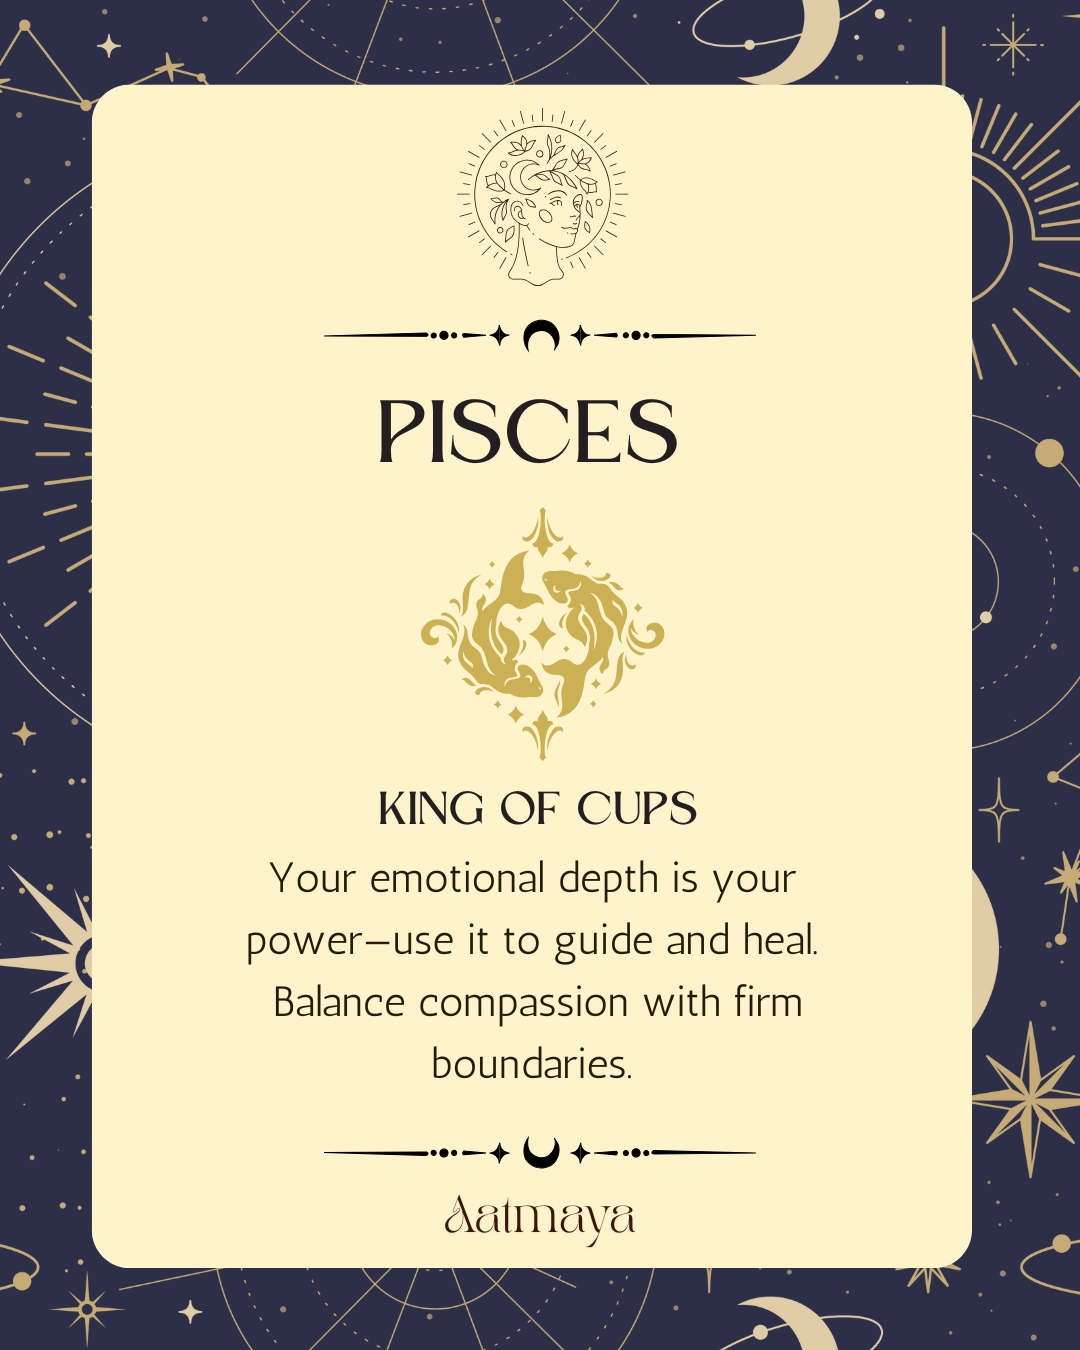 PISCES
KING OF CUPS
Your emotional depth is your
power—use it to guide and heal.
Balance compassion with firm
boundaries.
Aatmaya